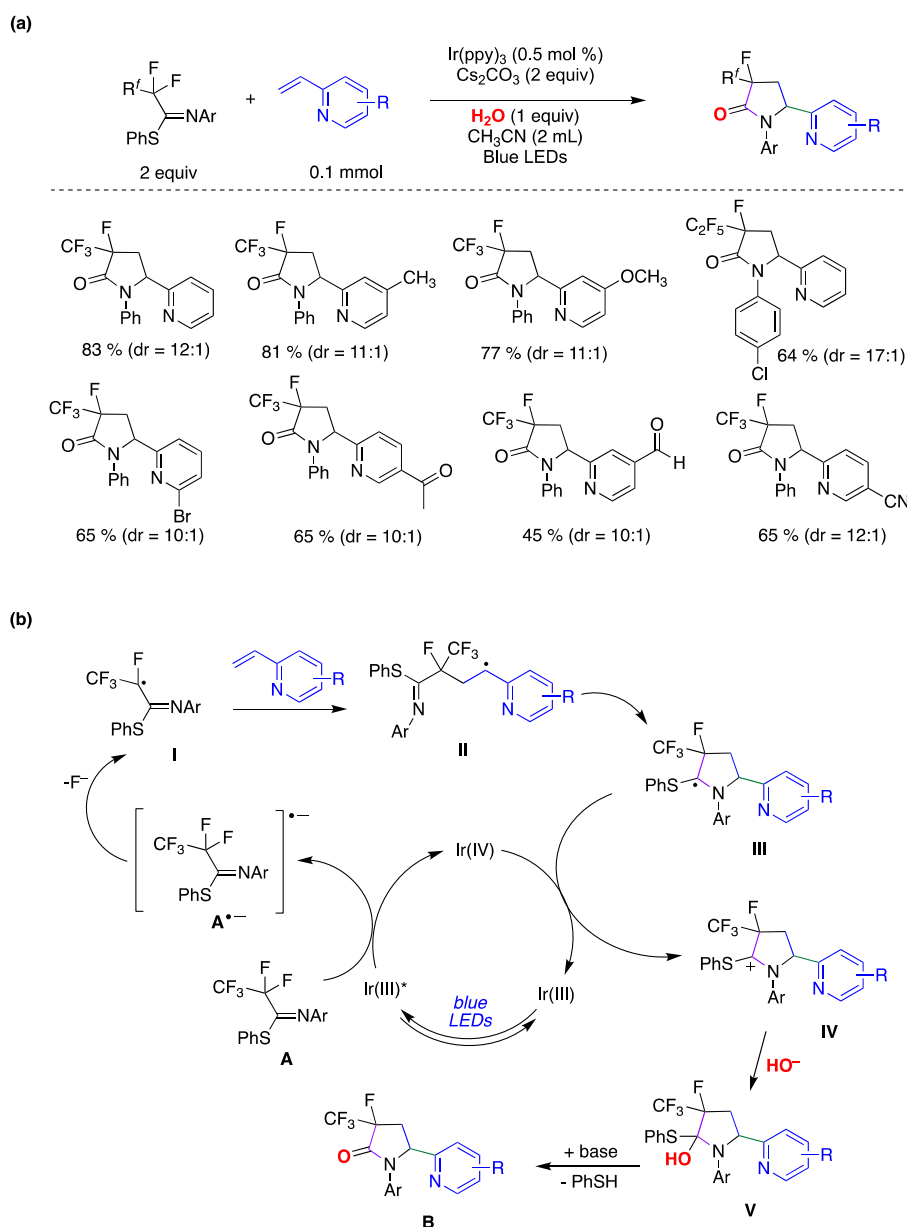 (a)
Rf
F
F
NAr
PhS
2 equiv
+
R
N
0.1 mmol
Ir(ppy)3 (0.5 mol %)
Cs2CO3 (2 equiv)
H2O (1 equiv)
CH3CN (2 mL)
Blue LEDs
Rf
F
O
N
Ar
N
R
CF3
F
O
N
Ph
N
83 % (dr = 12:1)
CF3
F
O
N
Ph
N
CH3
81 % (dr = 11:1)
CF3
F
O
N
Ph
N
OCH3
77 % (dr = 11:1)
C2F5
F
O
N
N
Cl
64 % (dr = 17:1)
CF3
F
O
N
Ph
N
Br
65 % (dr = 10:1)
CF3
F
O
N
Ph
N
O
65 % (dr = 10:1)
CF3
F
O
N
Ph
N
O
H
45 % (dr = 10:1)
CF3
F
O
N
Ph
N
CN
65 % (dr = 12:1)
(b)
F
CF3
NAr
PhS
I
R
N
F
CF3
PhS
N
Ar
N
R
II
F
CF3
PhS
N
Ar
N
R
III
-F–
F
F
CF3
NAr
PhS
A•–
•–
Ir(IV)
Ir(III)*
Ir(III)
blue
LEDs
F
F
CF3
NAr
PhS
A
F
CF3
PhS
+
N
Ar
N
R
IV
HO–
F
CF3
PhS
HO
N
Ar
N
R
V
+ base
- PhSH
F
CF3
O
N
Ar
N
R
B